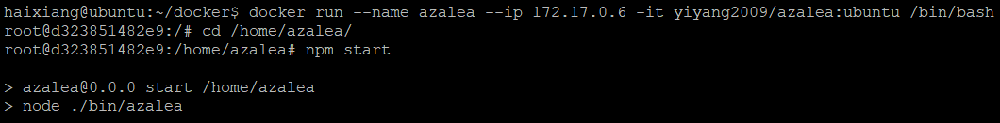 haixiang@ubuntu:~/docker$ docker run --name azalea --ip 172.17.0.6 -it yiyang2009/azalea:ubuntu /bin/bash
root@d323851482e9:/# cd /home/azalea/
root@d323851482e9:/home/azalea# npm start
> azalea@0.0.0 start /home/azalea
> node ./bin/azalea